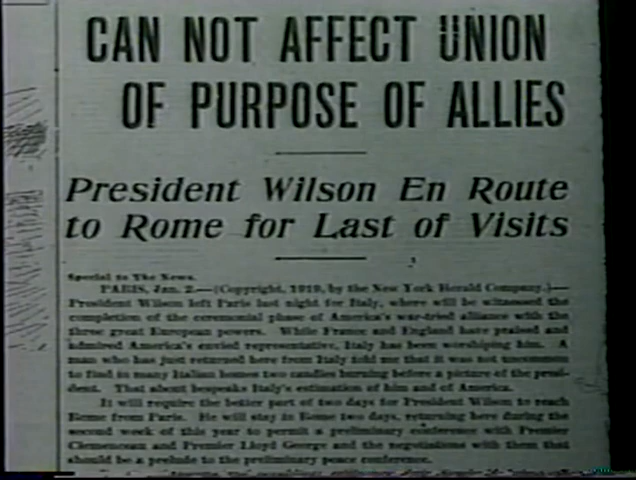 CAN NOT AFFECT UNION
OF PURPOSE OF ALLIES
President Wilson En Route
to Rome for Last of Visits
Special to The News.
PARIS, Jan. 2.—(Copyright, 1919, by the New York Herald Company.)—
President Wilson left Paris last night for Italy, where will be witnessed the
completion of the ceremonial phase of America's war-tried alliance with the
three great European powers. While France and England have praised and
admired America's envied representative, Italy has been worshiping him. A
man who has just returned here from Italy told me that it was not uncommon
to find in many Italian homes two candles burning before a picture of the presi-
dent. That about bespeaks Italy's estimation of him and of America.
It will require the better part of two days for President Wilson to reach
Rome from Paris. He will stay in Rome two days, returning here during the
second week of this year to permit a preliminary conference with Premier
Clemenceau and Premier Lloyd George and the negotiations with them that
should be a prelude to the preliminary peace conference.